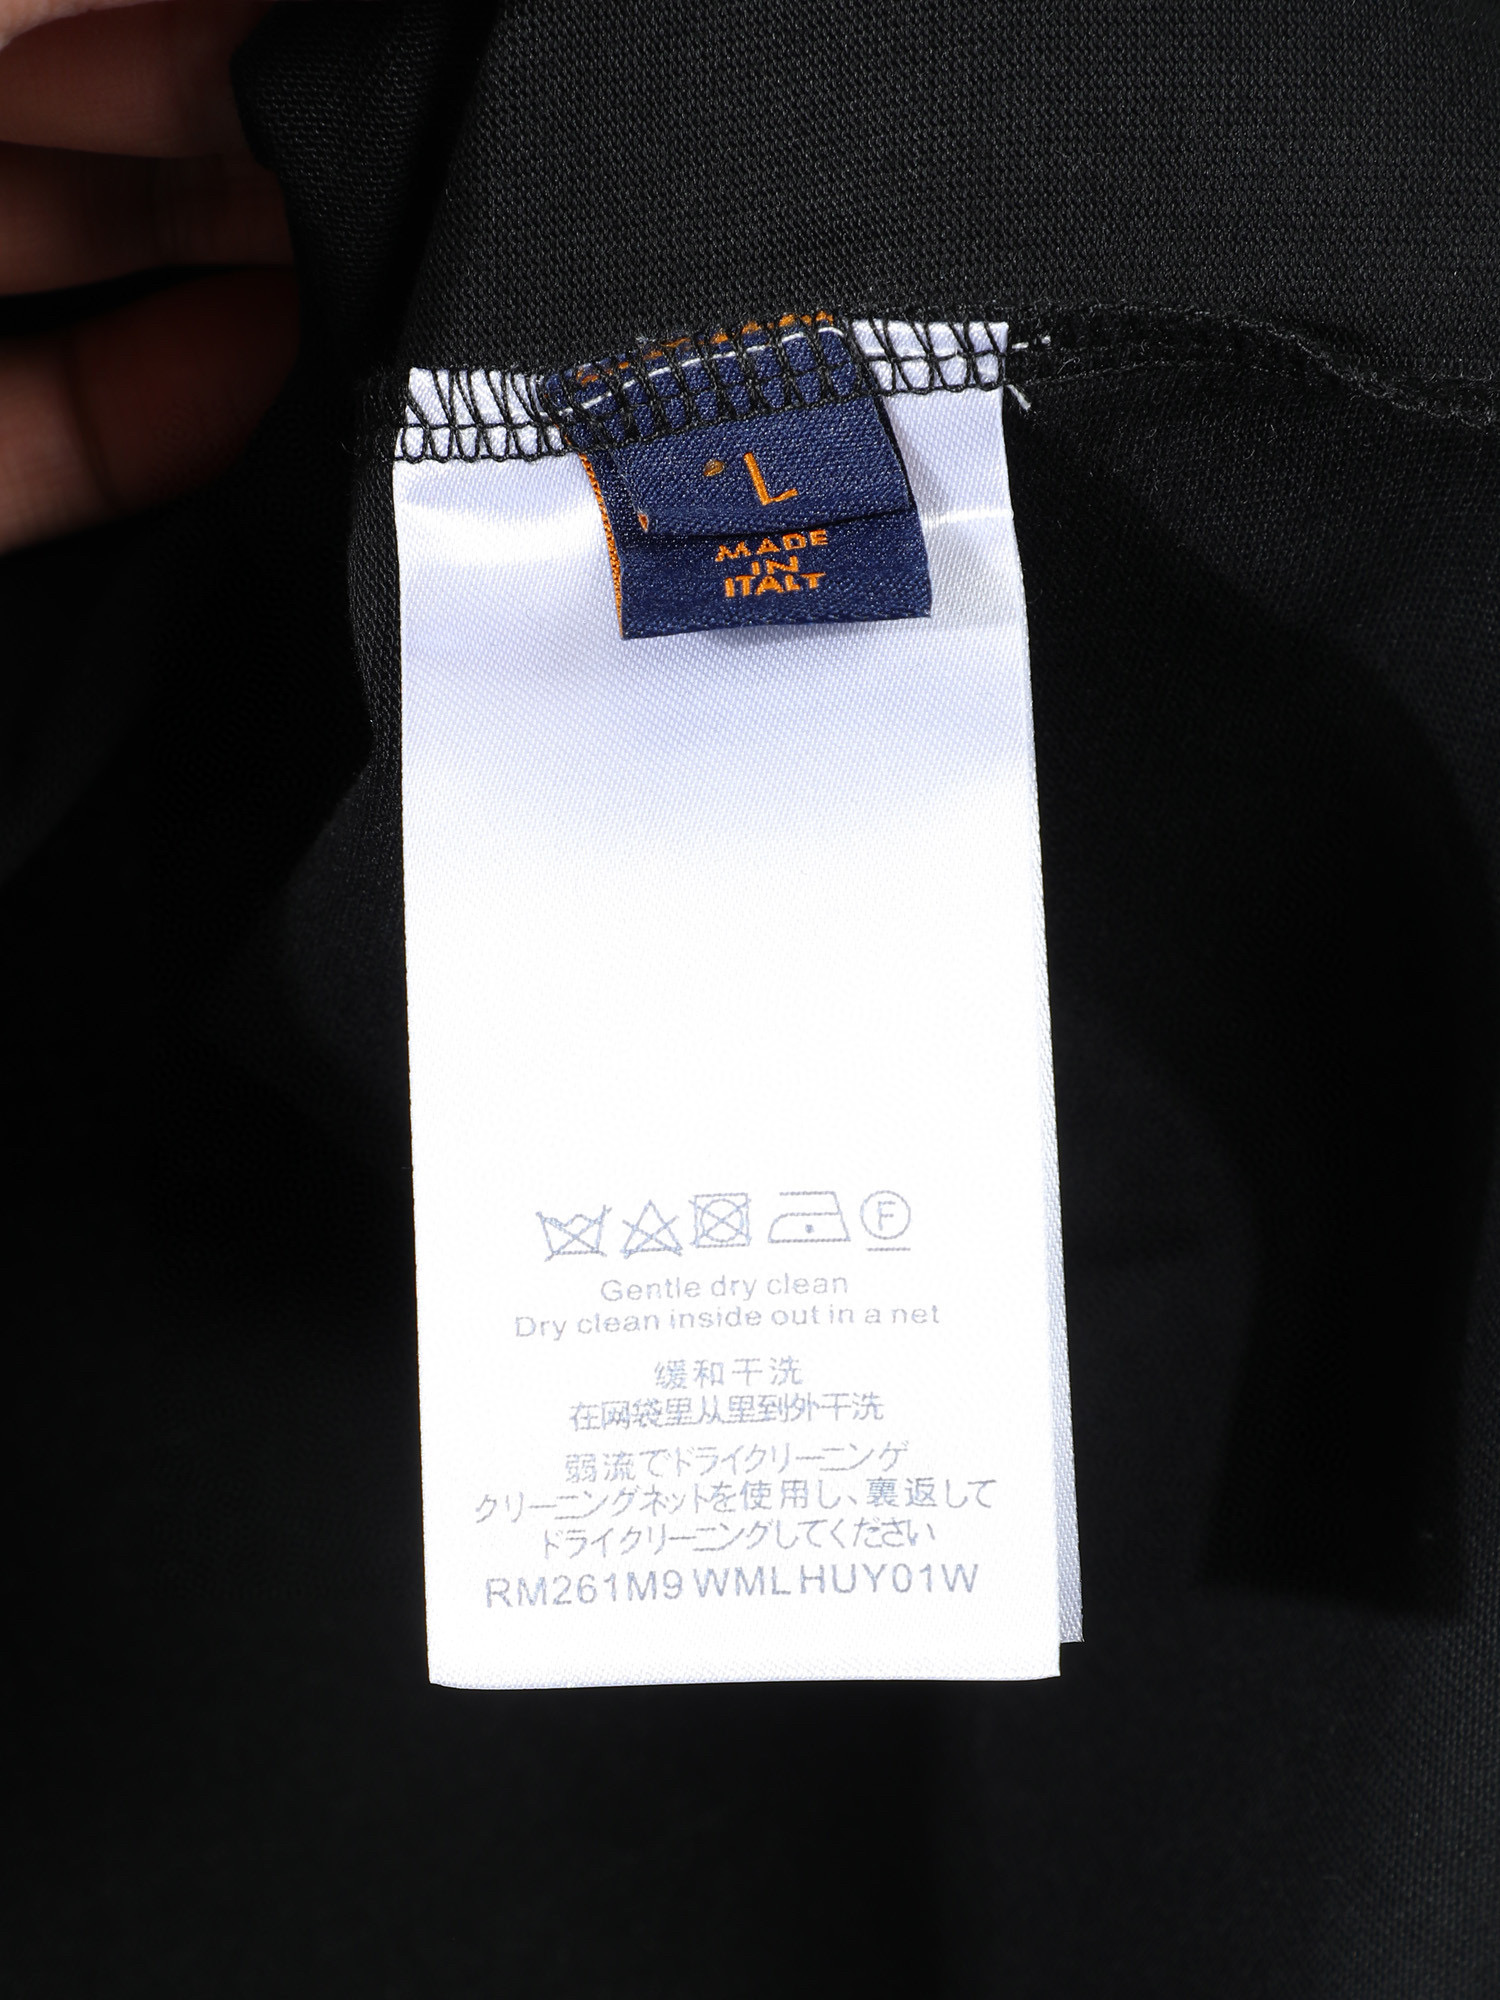 L
MADE
IN
ITALY
F
Gentle dry clean
Dry clean inside out in a net
缓和干洗
在网袋里从里到外干洗
弱流でドライクリーニング
クリーニングネットを使用し、裏返して
ドライクリーニングしてください
RM261M9 WML HUY01W